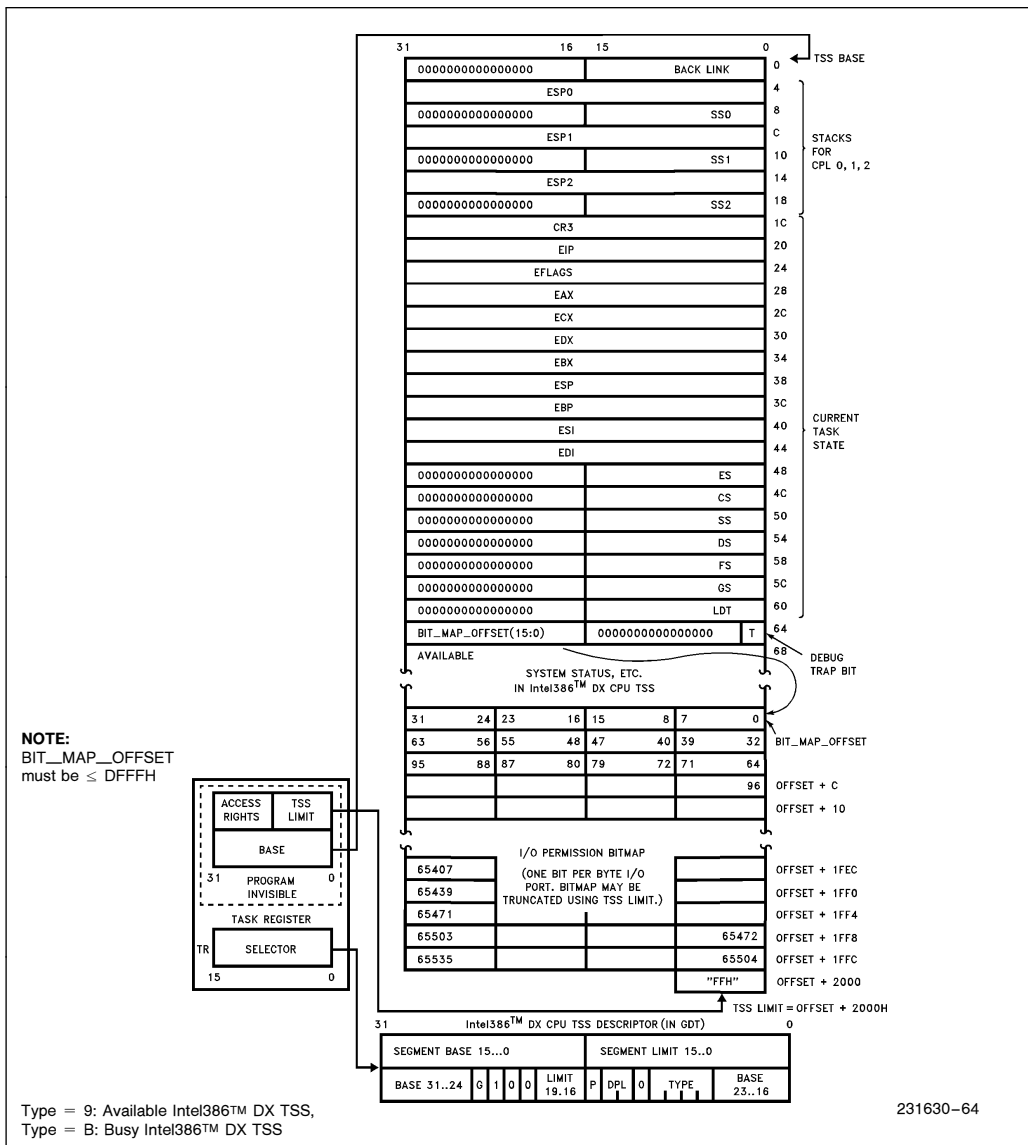 31 16 15 0
0000000000000000 BACK LINK 0 TSS BASE
ESP0 4
0000000000000000 SS0 8
ESP1 C
0000000000000000 SS1 10
ESP2 14
0000000000000000 SS2 18
STACKS
FOR
CPL 0, 1, 2
CR3 1C
EIP 20
EFLAGS 24
EAX 28
ECX 2C
EDX 30
EBX 34
ESP 38
EBP 3C
ESI 40
EDI 44
0000000000000000 ES 48
0000000000000000 CS 4C
0000000000000000 SS 50
0000000000000000 DS 54
0000000000000000 FS 58
0000000000000000 GS 5C
0000000000000000 LDT 60
CURRENT
TASK
STATE
BIT_MAP_OFFSET(15:0) 0000000000000000 T 64
AVAILABLE 68
DEBUG
TRAP BIT
SYSTEM STATUS, ETC.
IN Intel386™ DX CPU TSS
31 24 23 16 15 8 7 0
63 56 55 48 47 40 39 32 BIT_MAP_OFFSET
95 88 87 80 79 72 71 64
96 OFFSET + C
OFFSET + 10
NOTE:
BIT__MAP__OFFSET
must be ≤ DFFFH
I/O PERMISSION BITMAP
(ONE BIT PER BYTE I/O
PORT. BITMAP MAY BE
TRUNCATED USING TSS LIMIT.)
65407 OFFSET + 1FEC
65439 OFFSET + 1FF0
65471 OFFSET + 1FF4
65503 65472 OFFSET + 1FF8
65535 65504 OFFSET + 1FFC
"FFH" OFFSET + 2000
TSS LIMIT = OFFSET + 2000H
ACCESS
RIGHTS
TSS
LIMIT
BASE
31 0
PROGRAM
INVISIBLE
TASK REGISTER
TR SELECTOR
15 0
31 Intel386™ DX CPU TSS DESCRIPTOR (IN GDT) 0
SEGMENT BASE 15...0 SEGMENT LIMIT 15...0
BASE 31..24 G 1 0 0 LIMIT 19.16 P DPL 0 TYPE BASE 23..16
Type = 9: Available Intel386™ DX TSS,
Type = B: Busy Intel386™ DX TSS
231630–64